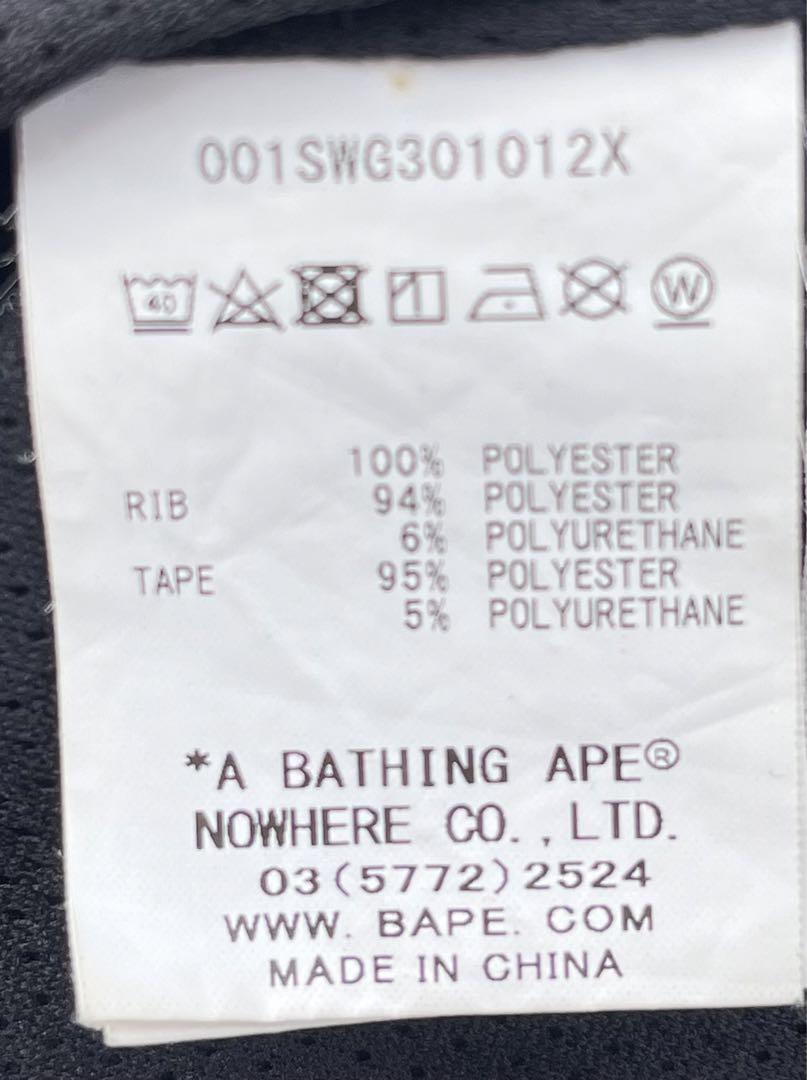 001SWG301012X
40 W
100% POLYESTER
RIB 94% POLYESTER
6% POLYURETHANE
TAPE 95% POLYESTER
5% POLYURETHANE
*A BATHING APE®
NOWHERE CO.,LTD.
03(5772)2524
WWW. BAPE. COM
MADE IN CHINA